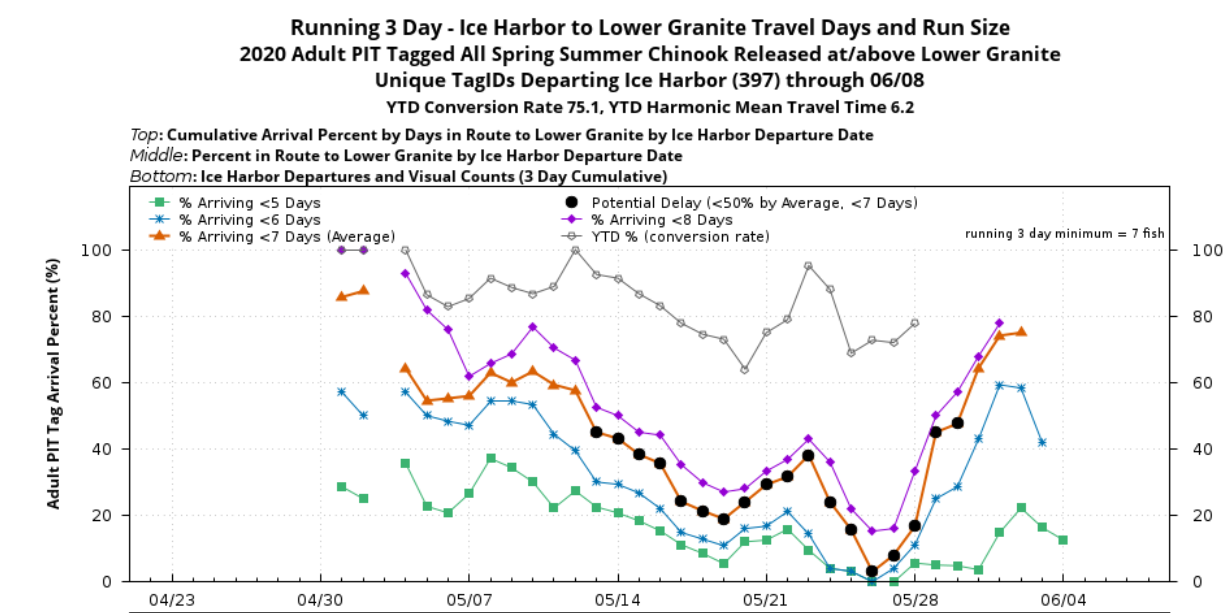 Running 3 Day - Ice Harbor to Lower Granite Travel Days and Run Size
2020 Adult PIT Tagged All Spring Summer Chinook Released at/above Lower Granite
Unique TagIDs Departing Ice Harbor (397) through 06/08
YTD Conversion Rate 75.1, YTD Harmonic Mean Travel Time 6.2
Top: Cumulative Arrival Percent by Days in Route to Lower Granite by Ice Harbor Departure Date
Middle: Percent in Route to Lower Granite by Ice Harbor Departure Date
Bottom: Ice Harbor Departures and Visual Counts (3 Day Cumulative)
% Arriving <5 Days
% Arriving <6 Days
% Arriving <7 Days (Average)
Potential Delay (<50% by Average, <7 Days)
% Arriving <8 Days
YTD % (conversion rate)
running 3 day minimum = 7 fish
Adult PIT Tag Arrival Percent (%)
100 100
80 80
60 60
40 40
20 20
0 0
04/23 04/30 05/07 05/14 05/21 05/28 06/04